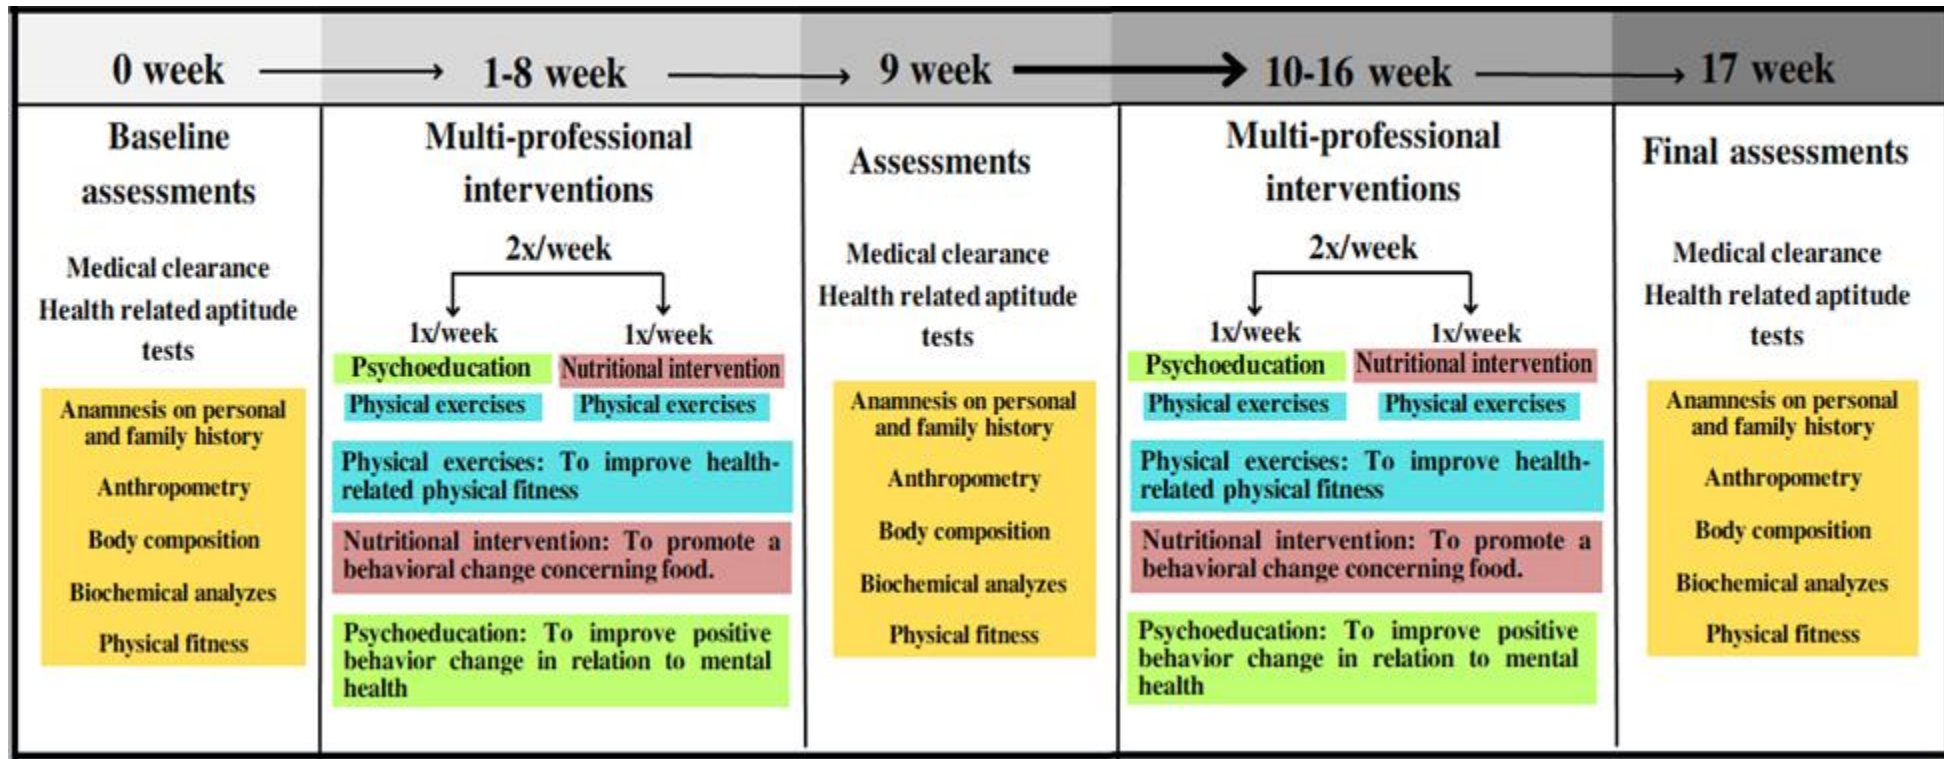 0 week
1-8 week
9 week
10-16 week
17 week
Baseline
assessments
Medical clearance
Health related aptitude
tests
Anamnesis on personal
and family history
Anthropometry
Body composition
Biochemical analyzes
Physical fitness
Multi-professional
interventions
2x/week
1x/week
1x/week
Psychoeducation
Nutritional intervention
Physical exercises
Physical exercises
Physical exercises: To improve health-
related physical fitness
Nutritional intervention: To promote a
behavioral change concerning food.
Psychoeducation: To improve positive
behavior change in relation to mental
health
Assessments
Medical clearance
Health related aptitude
tests
Anamnesis on personal
and family history
Anthropometry
Body composition
Biochemical analyzes
Physical fitness
Multi-professional
interventions
2x/week
1x/week
1x/week
Psychoeducation
Nutritional intervention
Physical exercises
Physical exercises
Physical exercises: To improve health-
related physical fitness
Nutritional intervention: To promote a
behavioral change concerning food.
Psychoeducation: To improve positive
behavior change in relation to mental
health
Final assessments
Medical clearance
Health related aptitude
tests
Anamnesis on personal
and family history
Anthropometry
Body composition
Biochemical analyzes
Physical fitness